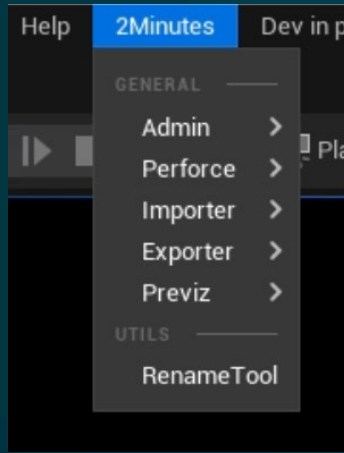 Help 2Minutes Dev in p
GENERAL
Admin
Perforce
Pla
Importer
Exporter
Previz
UTILS
RenameTool